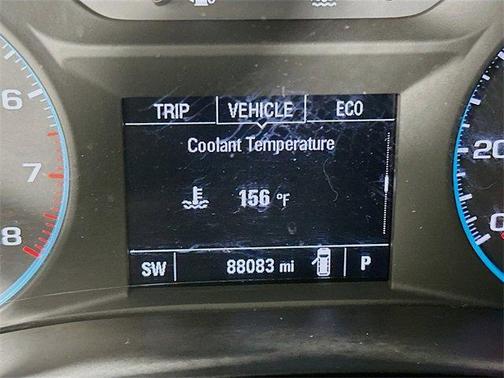 TRIP VEHICLE ECO
Coolant Temperature
156 °F
SW 88083 mi P
6
7
8
20
0